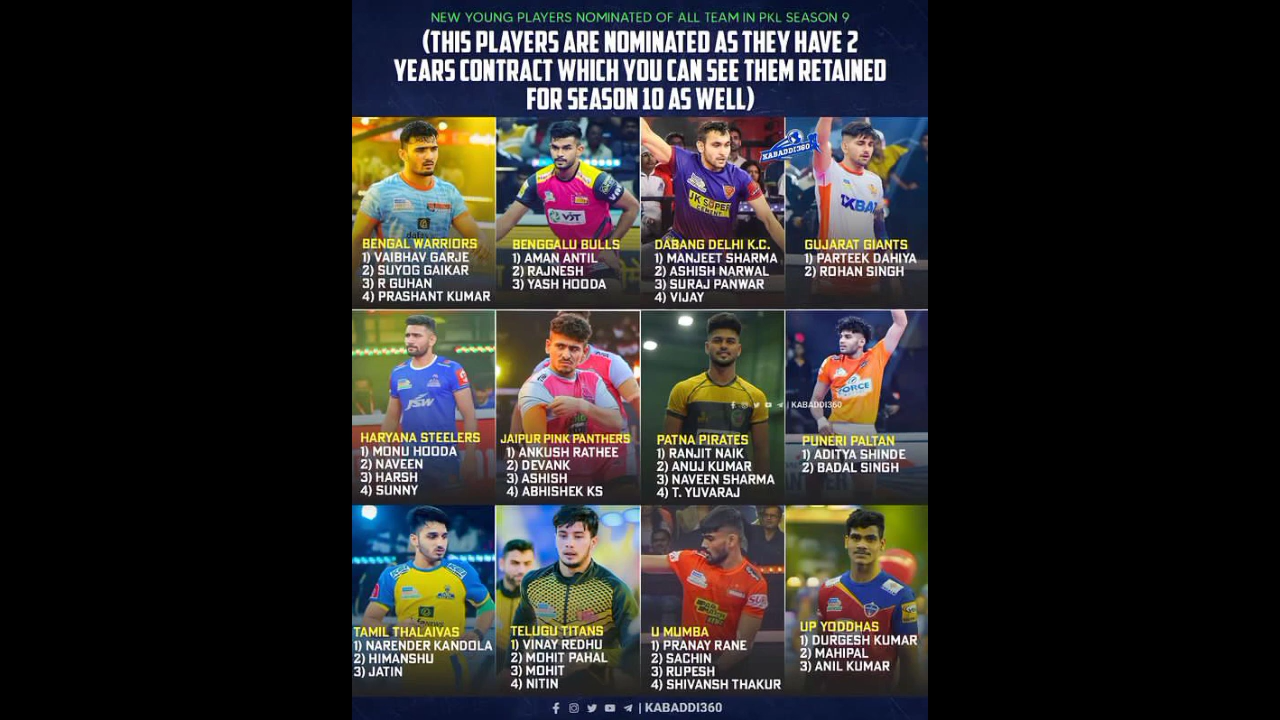 NEW YOUNG PLAYERS NOMINATED OF ALL TEAM IN PKL SEASON 9
(THIS PLAYERS ARE NOMINATED AS THEY HAVE 2
YEARS CONTRACT WHICH YOU CAN SEE THEM RETAINED
FOR SEASON 10 AS WELL)
KABADDI360
BENGAL WARRIORS
1) VAIBHAV GARJE
2) SUYOG GAIKAR
3) R GUHAN
4) PRASHANT KUMAR
VJT
BENGGALU BULLS
1) AMAN ANTIL
2) RAJNESH
3) YASH HOODA
JK SUPER
CEMENT
DABANG DELHI K.C.
1) MANJEET SHARMA
2) ASHISH NARWAL
3) SURAJ PANWAR
4) VIJAY
1XBA
GUJARAT GIANTS
1) PARTEEK DAHIYA
2) ROHAN SINGH
JSW
HARYANA STEELERS
1) MONU HOODA
2) NAVEEN
3) HARSH
4) SUNNY
JAIPUR PINK PANTHERS
1) ANKUSH RATHEE
2) DEVANK
3) ASHISH
4) ABHISHEK KS
| KABADDI360
PATNA PIRATES
1) RANJIT NAIK
2) ANUJ KUMAR
3) NAVEEN SHARMA
4) T. YUVARAJ
FORCE
PUNERI PALTAN
1) ADITYA SHINDE
2) BADAL SINGH
TAMIL THALAIVAS
1) NARENDER KANDOLA
2) HIMANSHU
3) JATIN
TELUGU TITANS
1) VINAY REDHU
2) MOHIT PAHAL
3) MOHIT
4) NITIN
U MUMBA
1) PRANAY RANE
2) SACHIN
3) RUPESH
4) SHIVANSH THAKUR
UP YODDHAS
1) DURGESH KUMAR
2) MAHIPAL
3) ANIL KUMAR
| KABADDI360